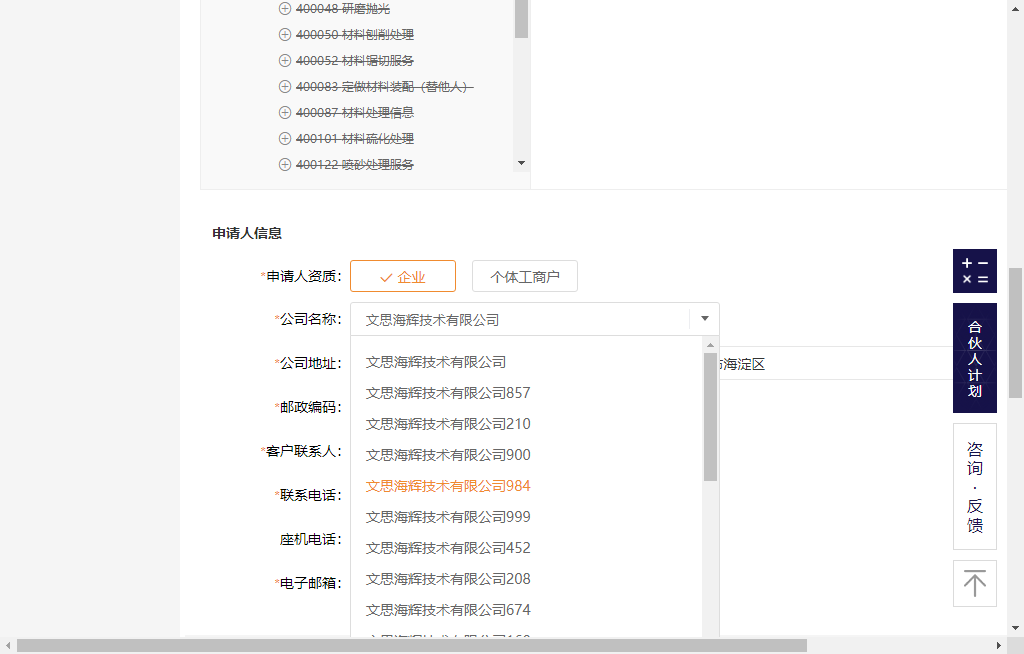 400048 研磨抛光
400050 材料刨削处理
400052 材料锯切服务
400083 定做材料装配（替他人）
400087 材料处理信息
400101 材料硫化处理
400122 喷砂处理服务
申请人信息
*申请人资质： 企业 个体工商户
*公司名称： 文思海辉技术有限公司
*公司地址： 市海淀区
*邮政编码：
*客户联系人：
*联系电话：
座机电话：
*电子邮箱：
文思海辉技术有限公司
文思海辉技术有限公司857
文思海辉技术有限公司210
文思海辉技术有限公司900
文思海辉技术有限公司984
文思海辉技术有限公司999
文思海辉技术有限公司452
文思海辉技术有限公司208
文思海辉技术有限公司674
合伙人计划
咨询·反馈